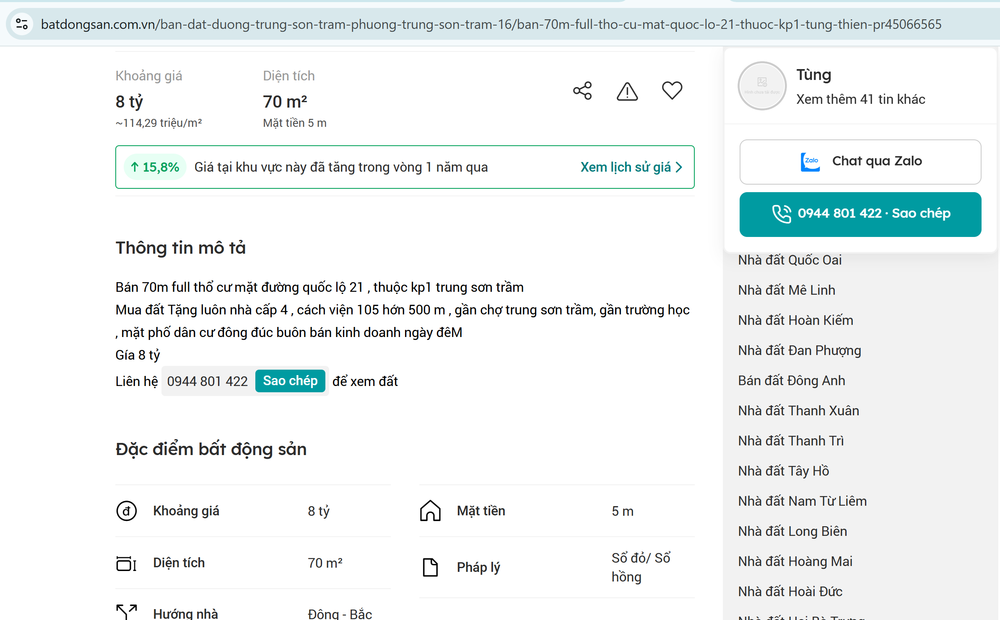 batdongsan.com.vn/ban-dat-duong-trung-son-tram-phuong-trung-son-tram-16/ban-70m-full-tho-cu-mat-quoc-lo-21-thuoc-kp1-tung-thien-pr45066565
Khoảng giá
8 tỷ
~114,29 triệu/m²
Diện tích
70 m²
Mặt tiền 5 m
15,8%
Giá tại khu vực này đã tăng trong vòng 1 năm qua
Xem lịch sử giá
Thông tin mô tả
Bán 70m full thổ cư mặt đường quốc lộ 21 , thuộc kp1 trung sơn trầm
Mua đất Tặng luôn nhà cấp 4 , cách viện 105 hớn 500 m , gần chợ trung sơn trầm, gần trường học
, mặt phố dân cư đông đúc buôn bán kinh doanh ngày đêM
Gía 8 tỷ
Liên hệ 0944 801 422 Sao chép để xem đất
Đặc điểm bất động sản
Khoảng giá
8 tỷ
Mặt tiền
5 m
Diện tích
70 m²
Pháp lý
Sổ đỏ/ Sổ
hồng
Hướng nhà
Đông - Bắc
Hình chưa tải được
Tùng
Xem thêm 41 tin khác
Zalo
Chat qua Zalo
0944 801 422 · Sao chép
Nhà đất Quốc Oai
Nhà đất Mê Linh
Nhà đất Hoàn Kiếm
Nhà đất Đan Phượng
Bán đất Đông Anh
Nhà đất Thanh Xuân
Nhà đất Thanh Trì
Nhà đất Tây Hồ
Nhà đất Nam Từ Liêm
Nhà đất Long Biên
Nhà đất Hoàng Mai
Nhà đất Hoài Đức
Nhà đất Hai Bà Trưng